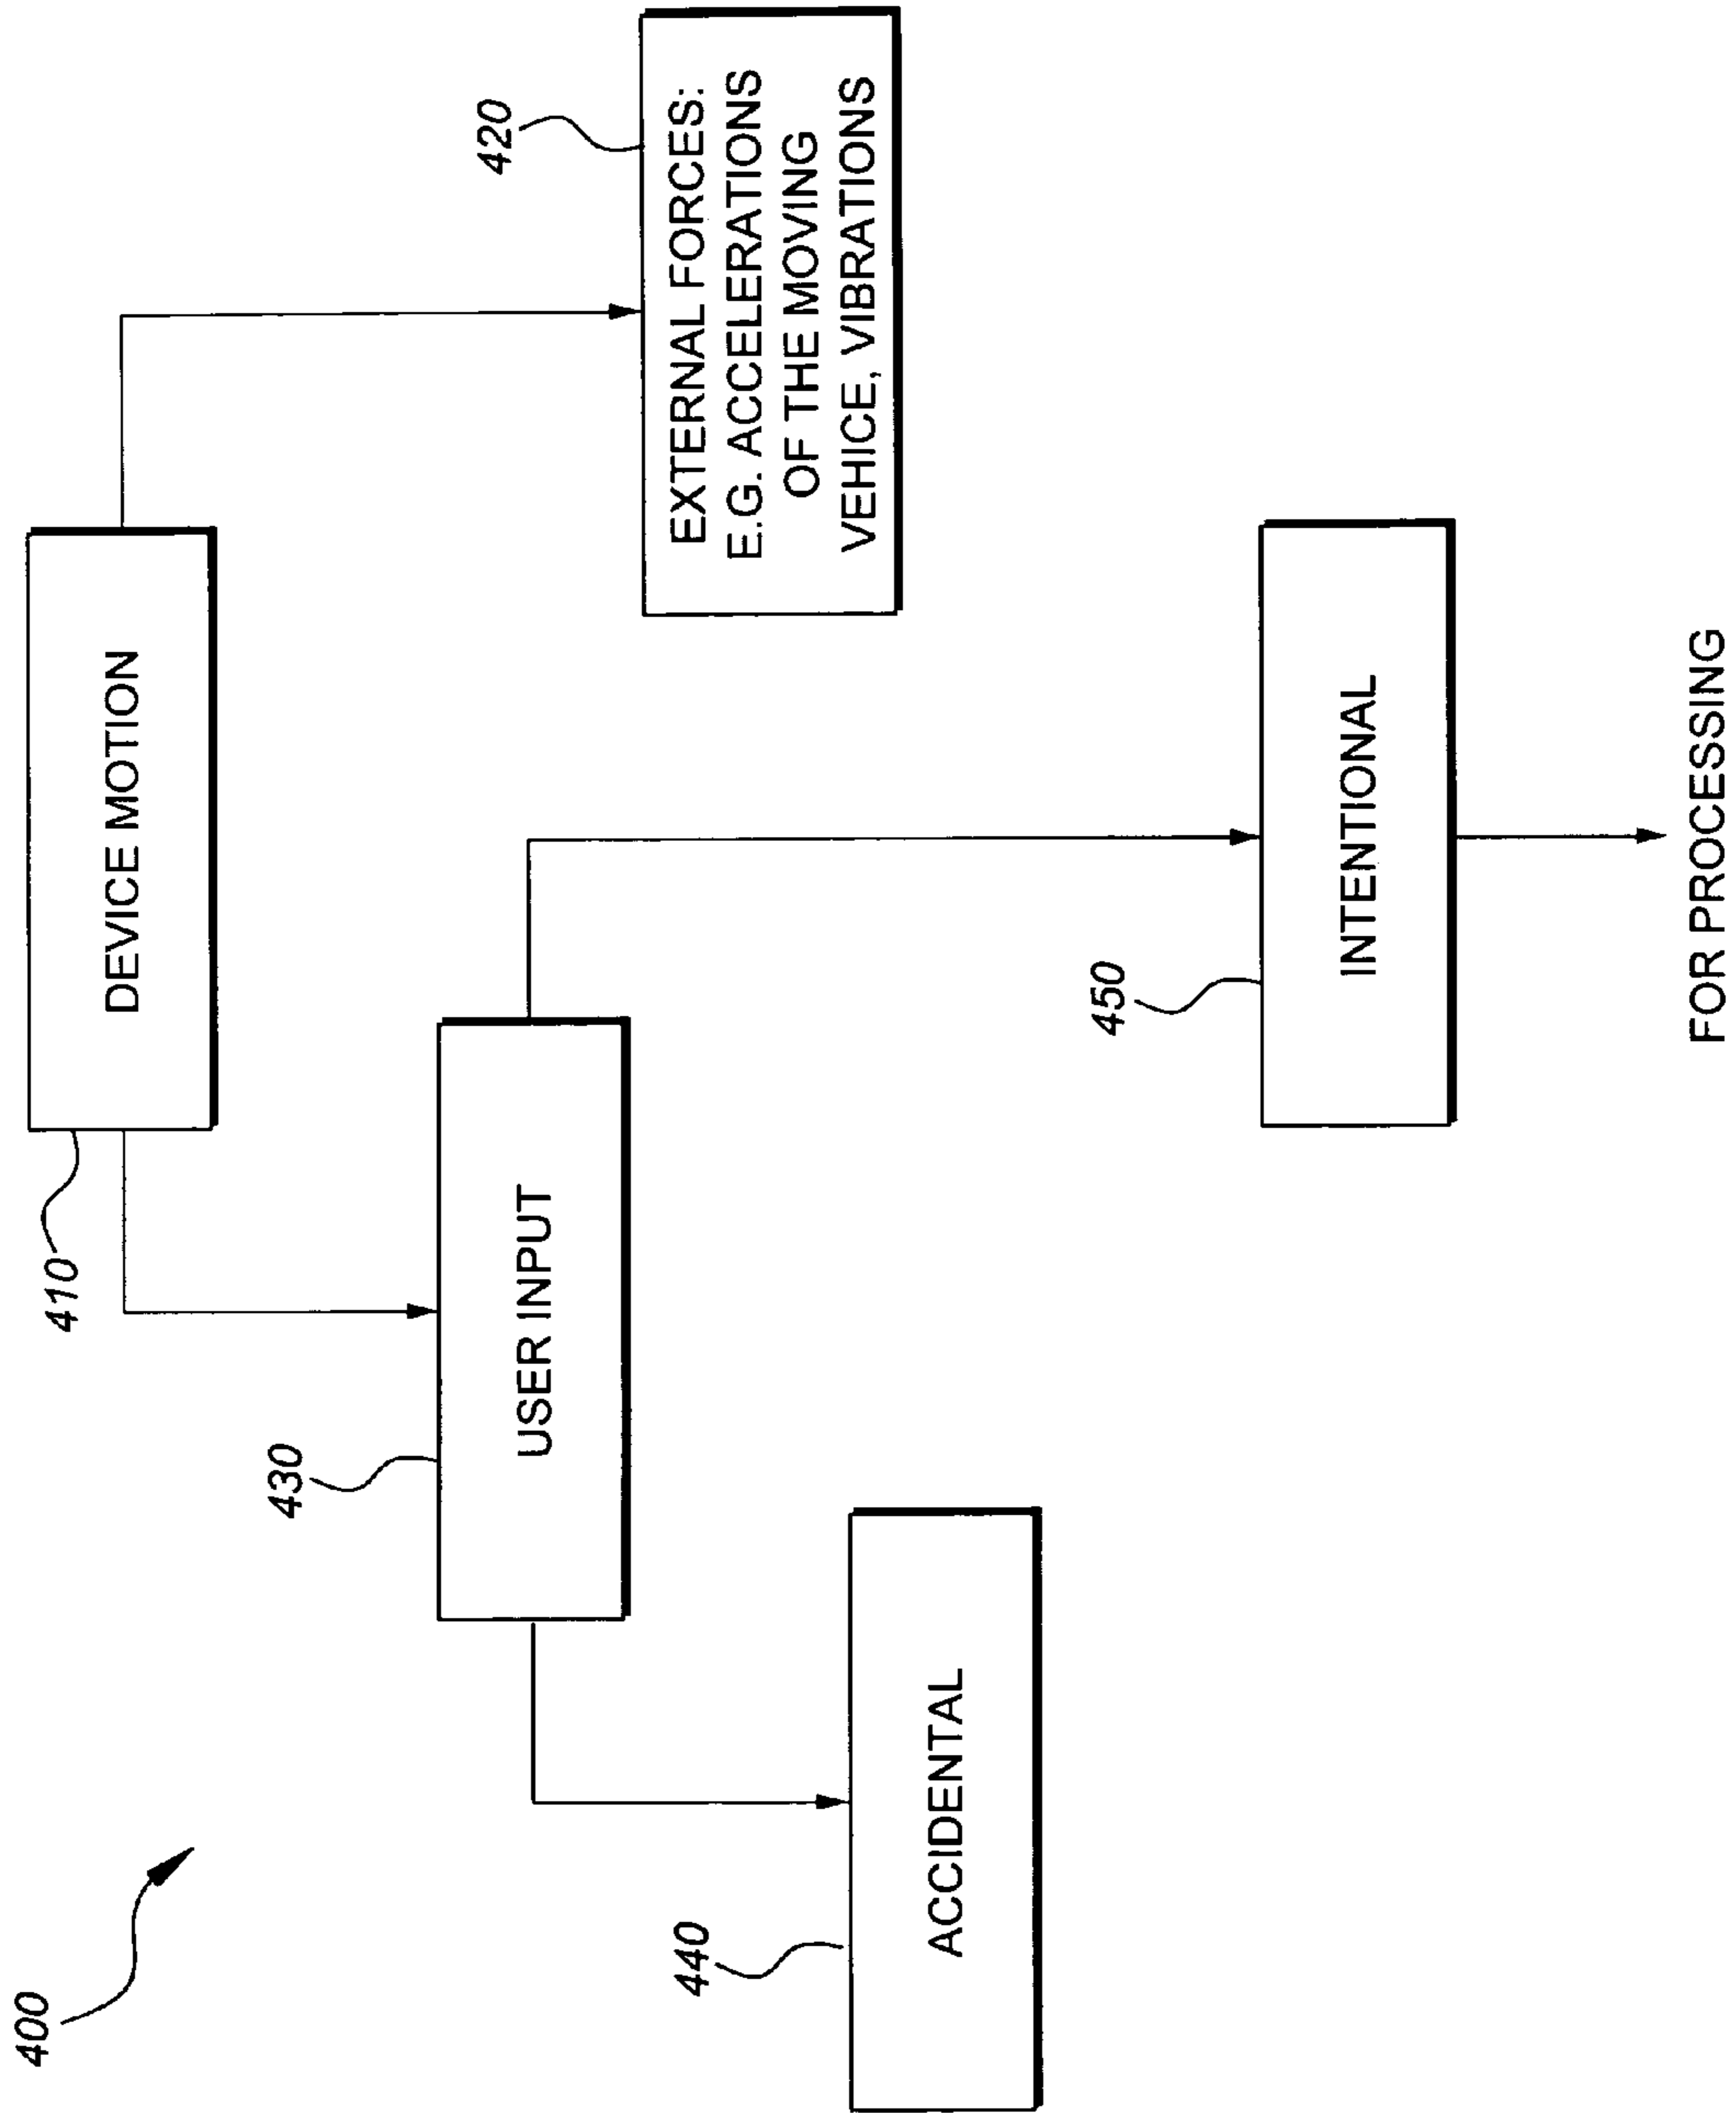 400
410
DEVICE MOTION
430
USER INPUT
420
EXTERNAL FORCES:
E.G. ACCELERATIONS
OF THE MOVING
VEHICE, VIBRATIONS
440
ACCIDENTAL
450
INTENTIONAL
FOR PROCESSING